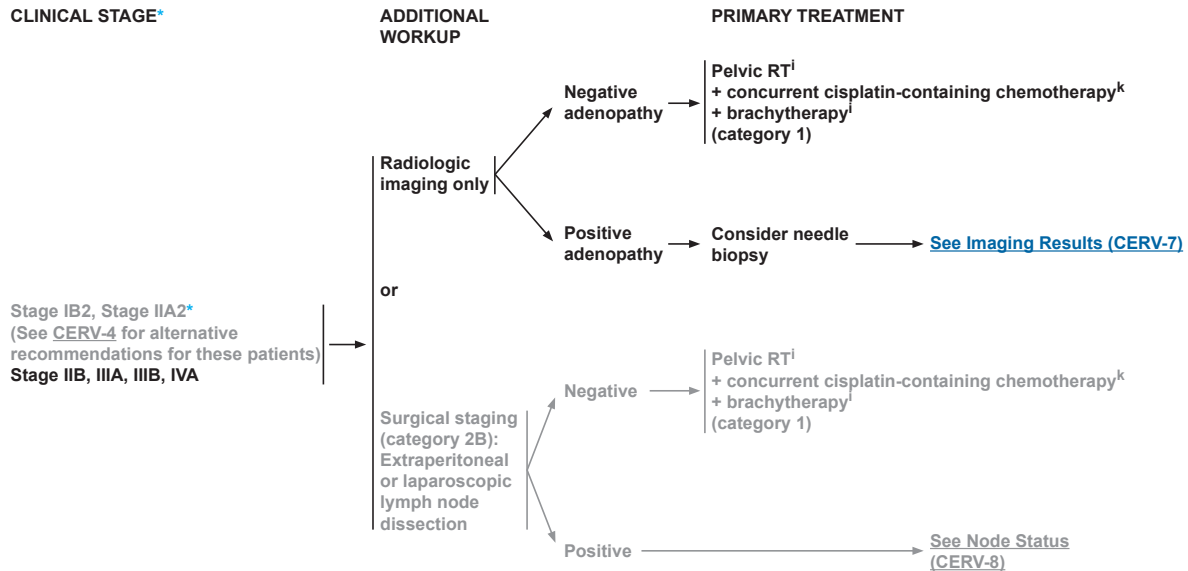 CLINICAL STAGE*
ADDITIONAL
WORKUP
PRIMARY TREATMENT
Radiologic
imaging only
Negative
adenopathy
Pelvic RTi
+ concurrent cisplatin-containing chemotherapyk
+ brachytherapyi
(category 1)
Positive
adenopathy
Consider needle
biopsy
See Imaging Results (CERV-7)
or
Stage IB2, Stage IIA2*
(See CERV-4 for alternative
recommendations for these patients)
Stage IIB, IIIA, IIIB, IVA
Surgical staging
(category 2B):
Extraperitoneal
or laparoscopic
lymph node
dissection
Negative
Pelvic RTi
+ concurrent cisplatin-containing chemotherapyk
+ brachytherapyi
(category 1)
Positive
See Node Status
(CERV-8)